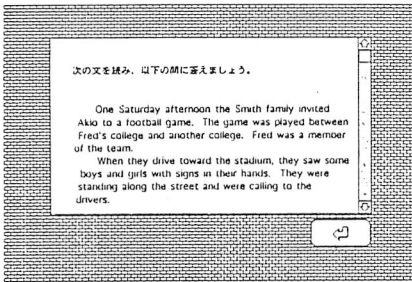 次の文を読み、以下の問に答えましょう。
One Saturday afternoon the Smith family invited
Akio to a football game. The game was played between
Fred's college and another college. Fred was a member
of the team.
When they drive toward the stadium, they saw some
boys and girls with signs in their hands. They were
standing along the street and were calling to the
drivers.